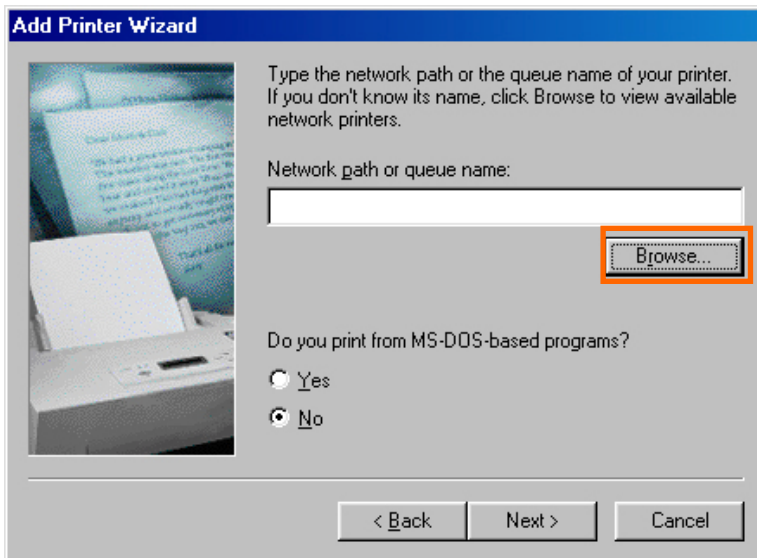 Add Printer Wizard
Type the network path or the queue name of your printer.
If you don't know its name, click Browse to view available
network printers.
Network path or queue name:
Browse...
Do you print from MS-DOS-based programs?
Yes
No
< Back Next > Cancel